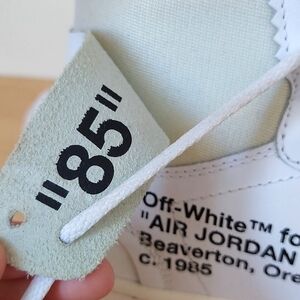 "85"
Off-White™ fo
"AIR JORDAN
Beaverton, Ore
c. 1985